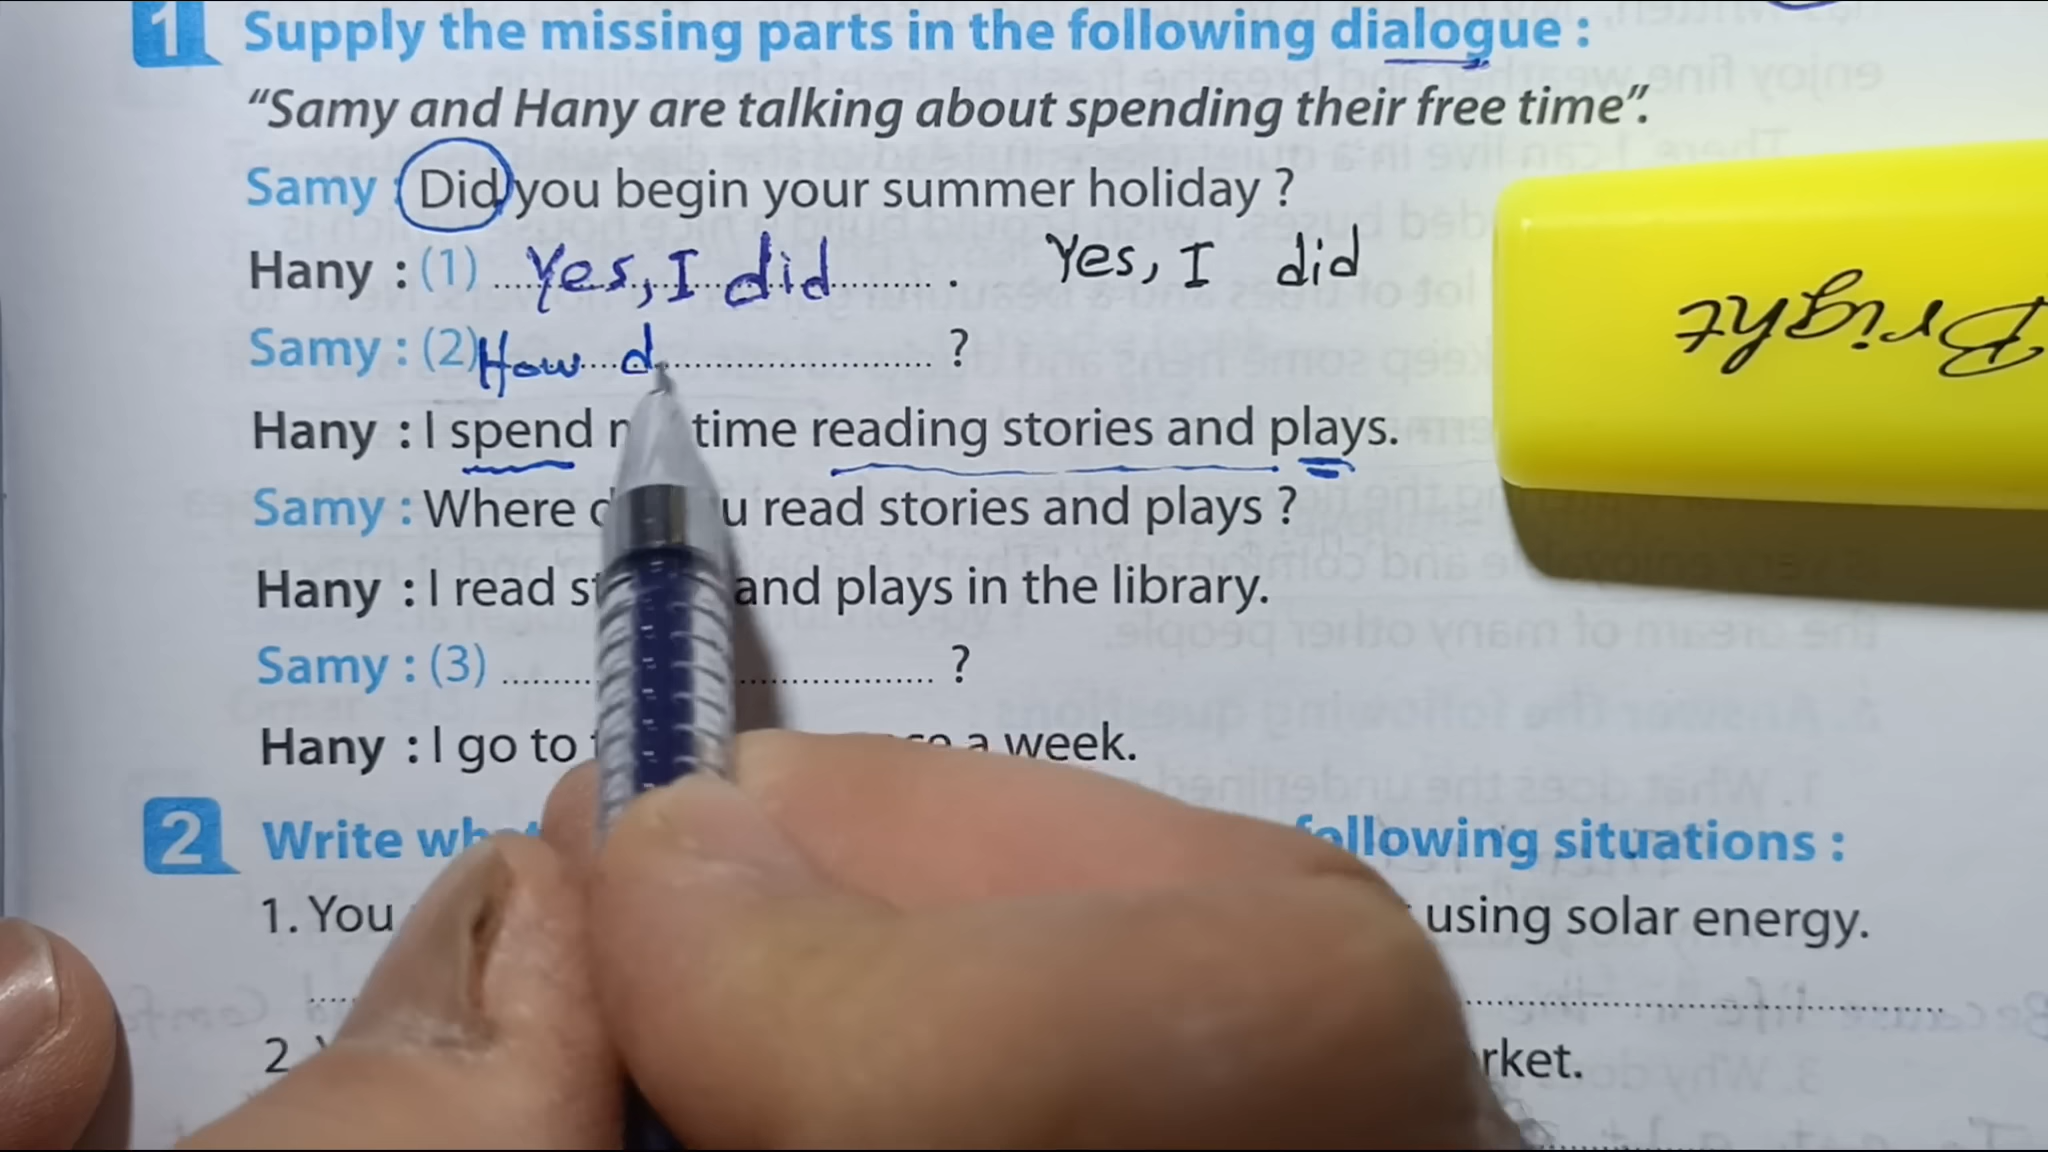 1 Supply the missing parts in the following dialogue :
"Samy and Hany are talking about spending their free time".
Samy : Did you begin your summer holiday ?
Hany : (1) Yes, I did . Yes, I did
Samy : (2) How d ?
Hany : I spend time reading stories and plays.
Samy : Where u read stories and plays ?
Hany : I read st and plays in the library.
Samy : (3) ?
Hany : I go to a week.
2 Write following situations :
1. You using solar energy.
2. rket.
Bright